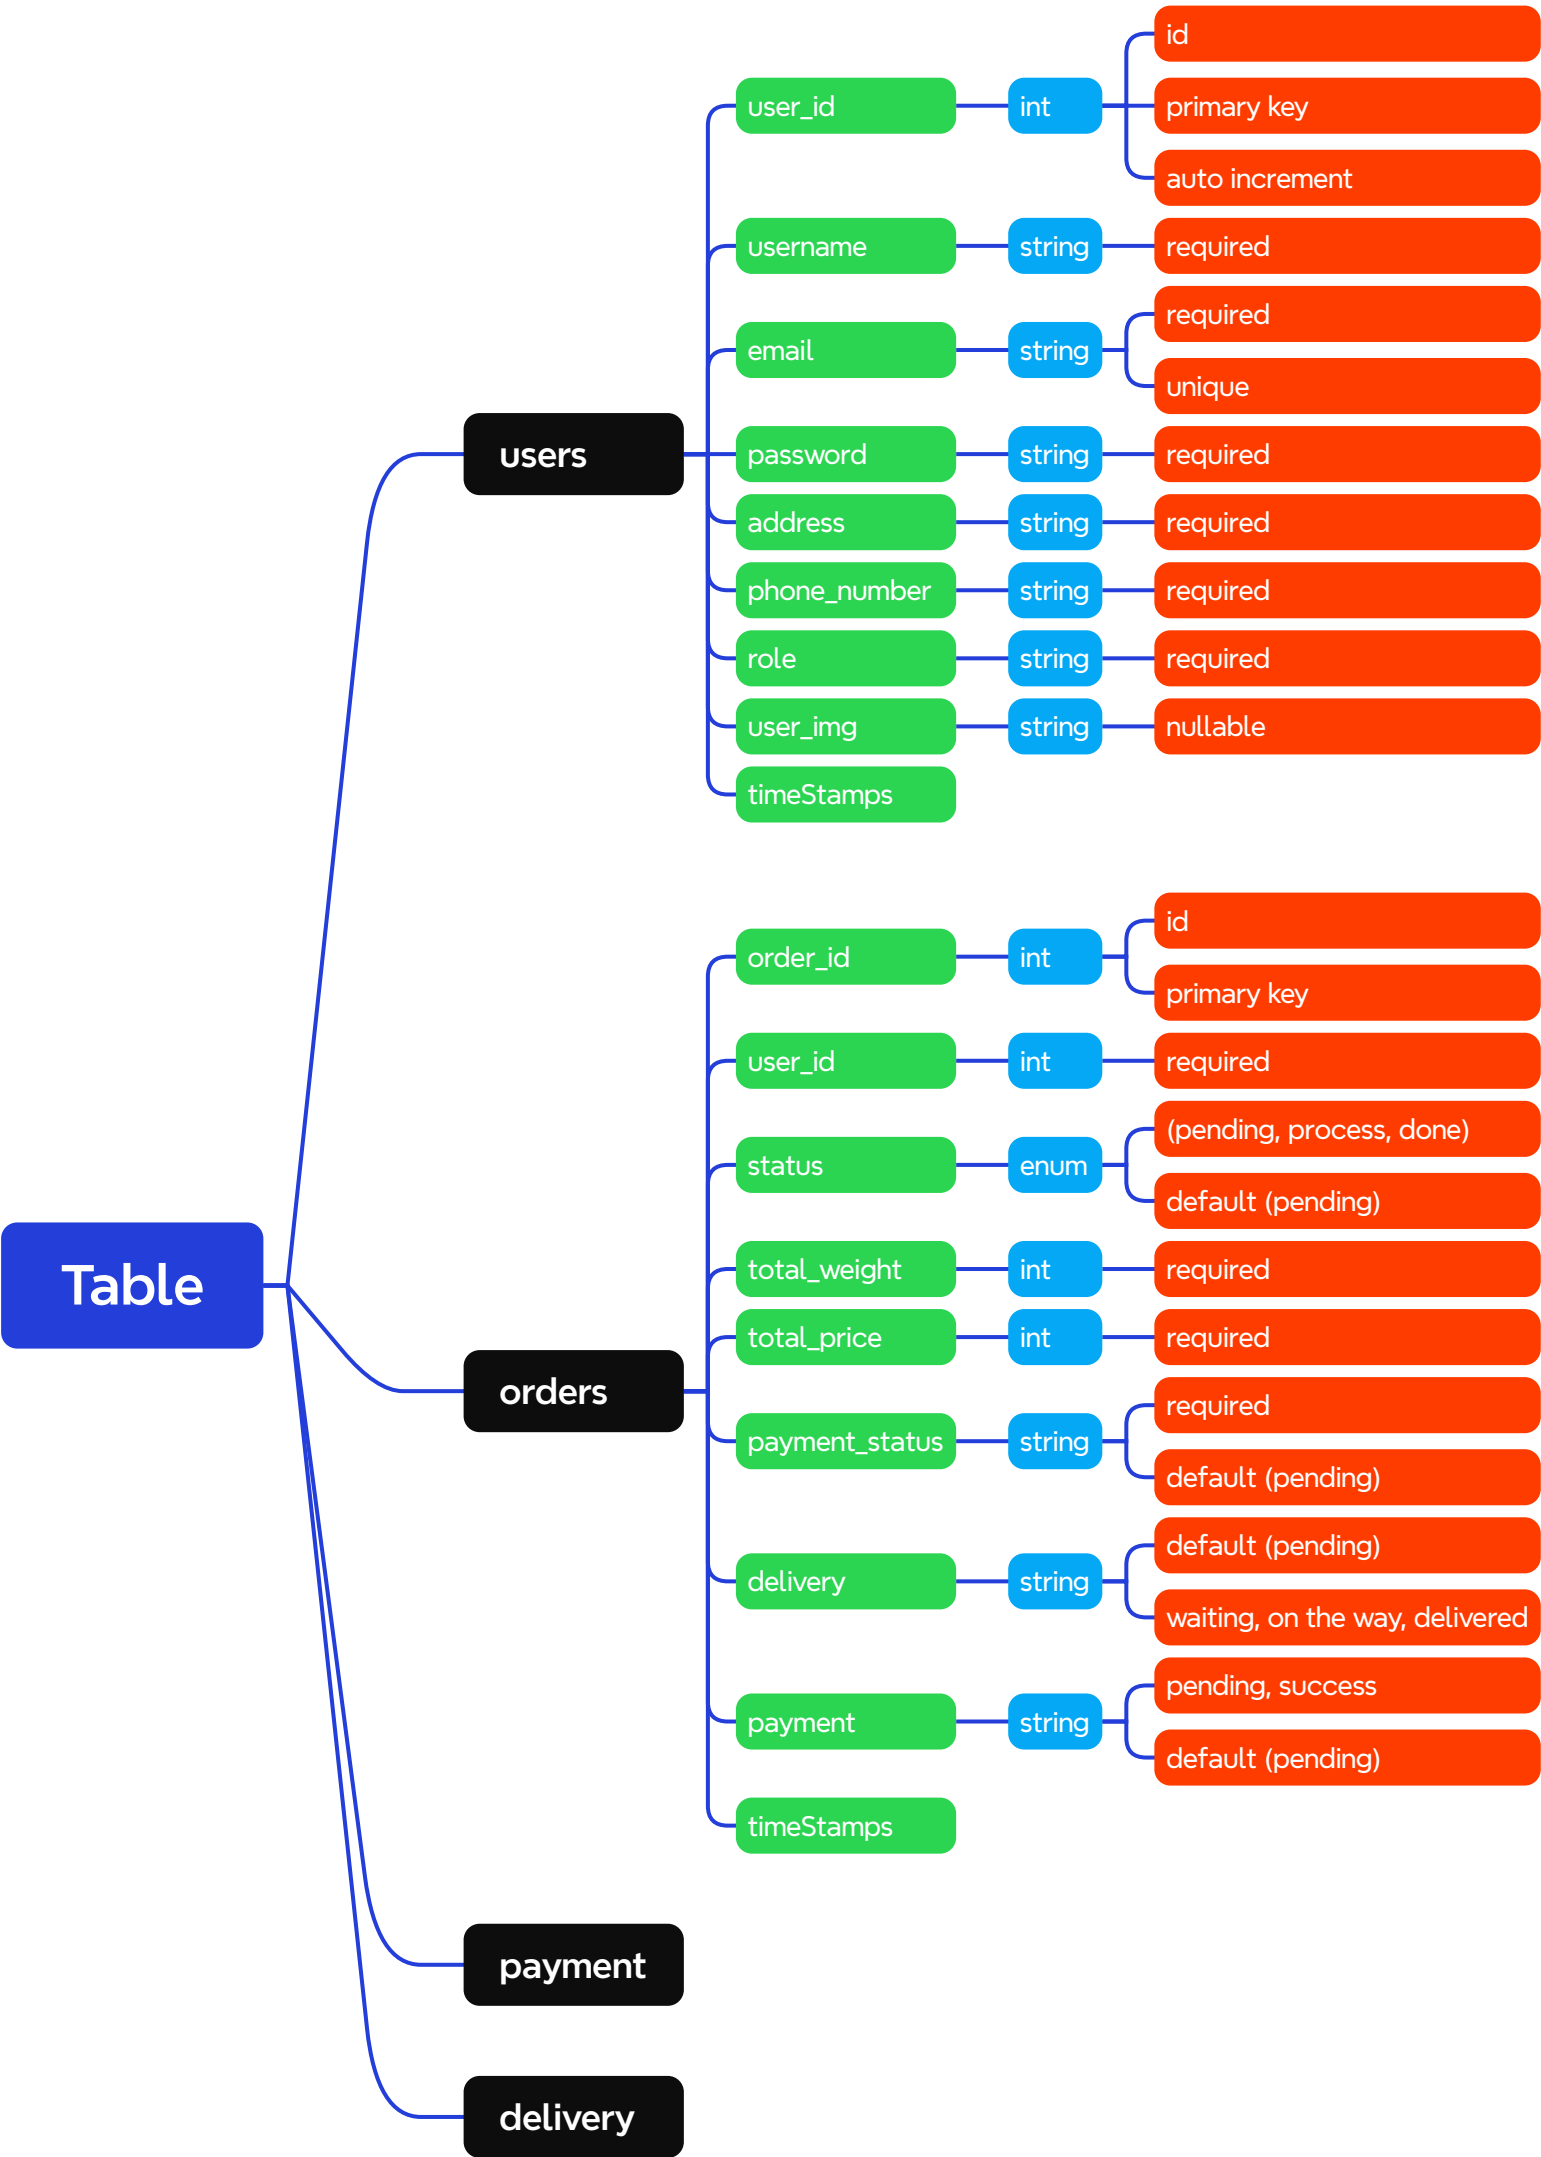 Table
users
user_id
int
id
primary key
auto increment
username
string
required
email
string
required
unique
password
string
required
address
string
required
phone_number
string
required
role
string
required
user_img
string
nullable
timeStamps
orders
order_id
int
id
primary key
user_id
int
required
status
enum
(pending, process, done)
default (pending)
total_weight
int
required
total_price
int
required
payment_status
string
required
default (pending)
delivery
string
default (pending)
waiting, on the way, delivered
payment
string
pending, success
default (pending)
timeStamps
payment
delivery